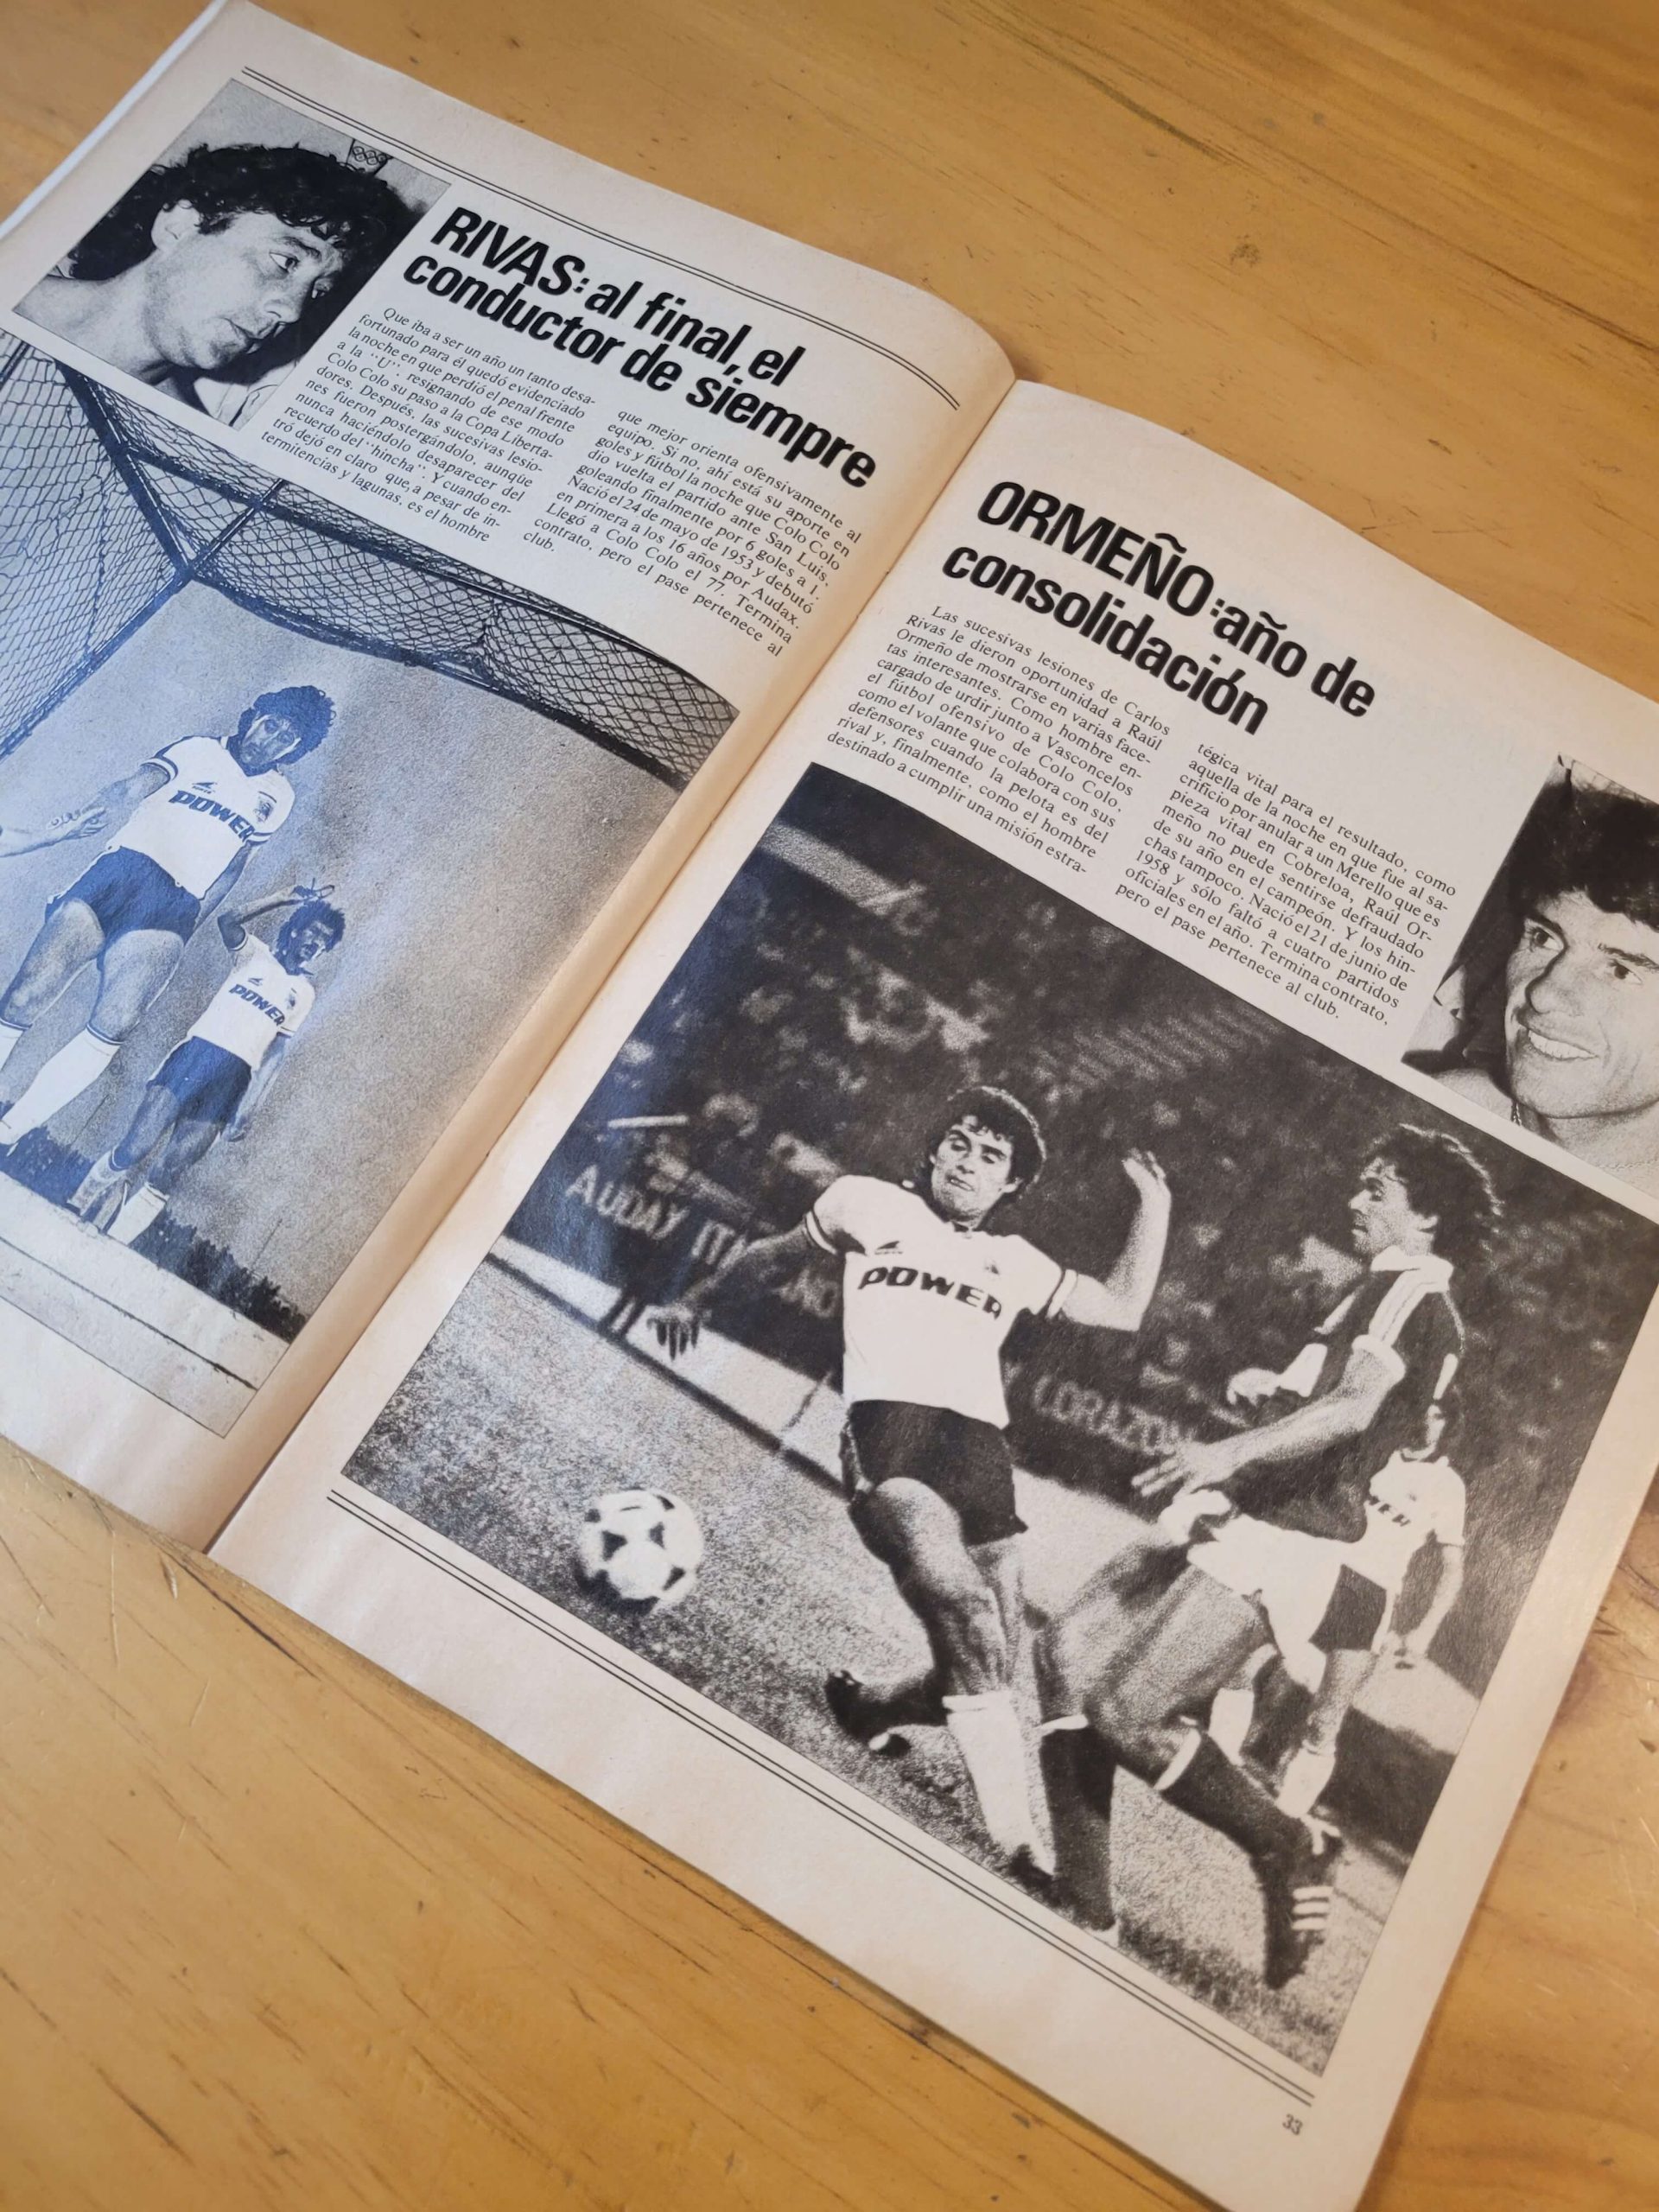 RIVAS: al final, el
conductor de siempre
Que iba a ser un año un tanto desa-
fortunado para él quedó evidenciado
la noche en que perdió el penal frente
a la "U", resignando de ese modo
Colo Colo su paso a la Copa Liberta-
dores. Después, las sucesivas lesio-
nes fueron postergándolo, aunque
nunca haciéndolo desaparecer del
recuerdo del "hincha". Y cuando en-
tró dejó en claro que, a pesar de in-
termitencias y lagunas, es el hombre
que mejor orienta ofensivamente al
equipo. Si no, ahí está su aporte en
goles y fútbol la noche que Colo Colo
dio vuelta el partido ante San Luis,
goleando finalmente por 6 goles a 1.
Nació el 24 de mayo de 1953 y debutó
en primera a los 16 años por Audax.
Llegó a Colo Colo el 77. Termina
contrato, pero el pase pertenece al
club.
POWER
POWER
ORMEÑO: año de
consolidación
Las sucesivas lesiones de Carlos
Rivas le dieron oportunidad a Raúl
Ormeño de mostrarse en varias face-
tas interesantes. Como hombre en-
cargado de urdir junto a Vasconcelos
el fútbol ofensivo de Colo Colo,
como el volante que colabora con sus
defensores cuando la pelota es del
rival y, finalmente, como el hombre
destinado a cumplir una misión estra-
tégica vital para el resultado, como
aquella de la noche en que fue al sa-
crificio por anular a un Merello que es
pieza vital en Cobreloa, Raúl Or-
meño no puede sentirse defraudado
de su año en el campeón. Y los hin-
chas tampoco. Nació el 21 de junio de
1958 y sólo faltó a cuatro partidos
oficiales en el año. Termina contrato,
pero el pase pertenece al club.
AUDAX ITA
POWER
CORAZON
33